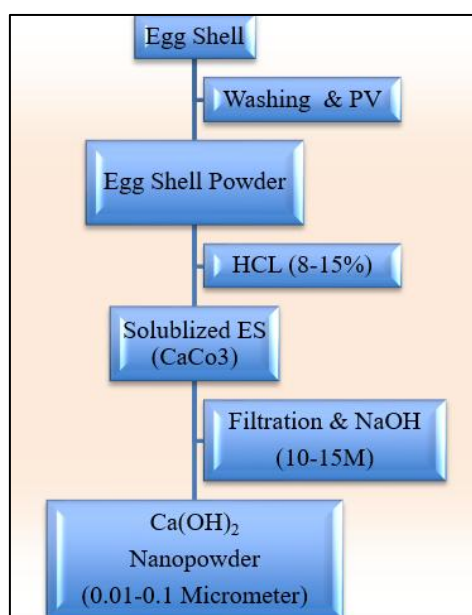 Egg Shell
Washing & PV
Egg Shell Powder
HCL (8-15%)
Solublized ES
(CaCo3)
Filtration & NaOH
(10-15M)
Ca(OH)₂
Nanopowder
(0.01-0.1 Micrometer)